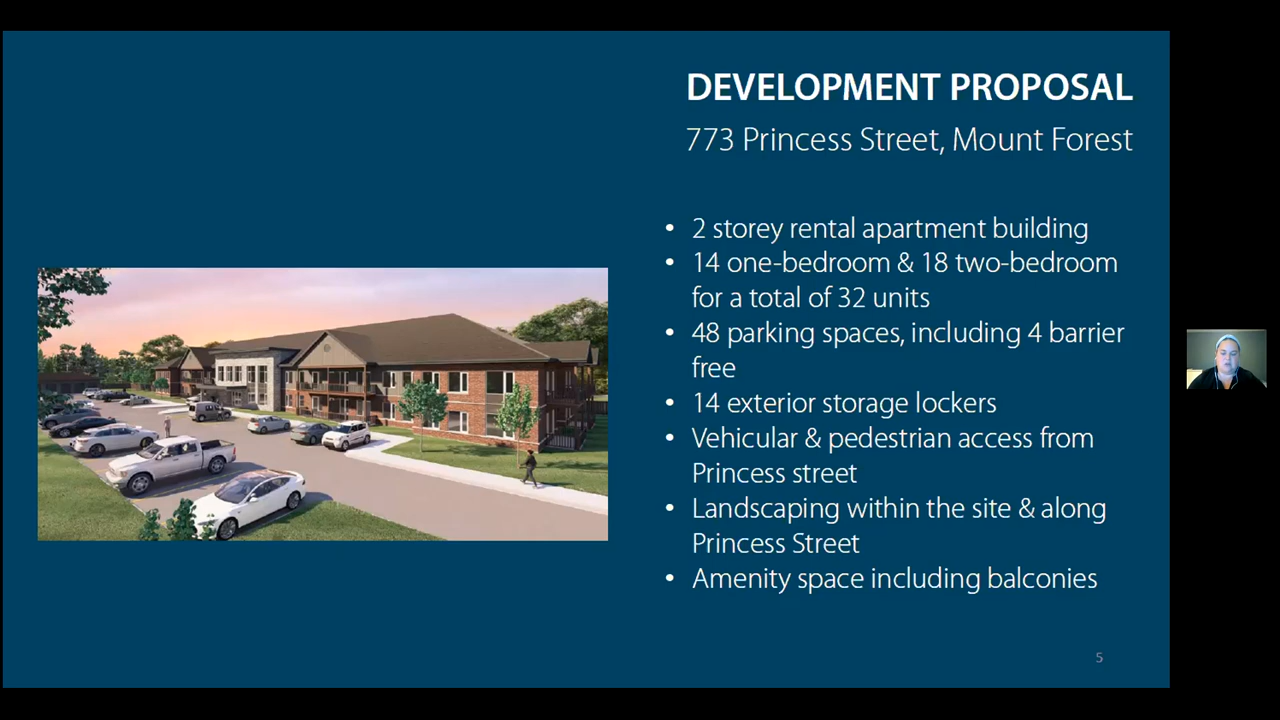 DEVELOPMENT PROPOSAL
773 Princess Street, Mount Forest
• 2 storey rental apartment building
• 14 one-bedroom & 18 two-bedroom
for a total of 32 units
• 48 parking spaces, including 4 barrier
free
• 14 exterior storage lockers
• Vehicular & pedestrian access from
Princess street
• Landscaping within the site & along
Princess Street
• Amenity space including balconies
5